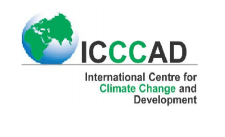 ICCCAD
International Centre for
Climate Change and
Development